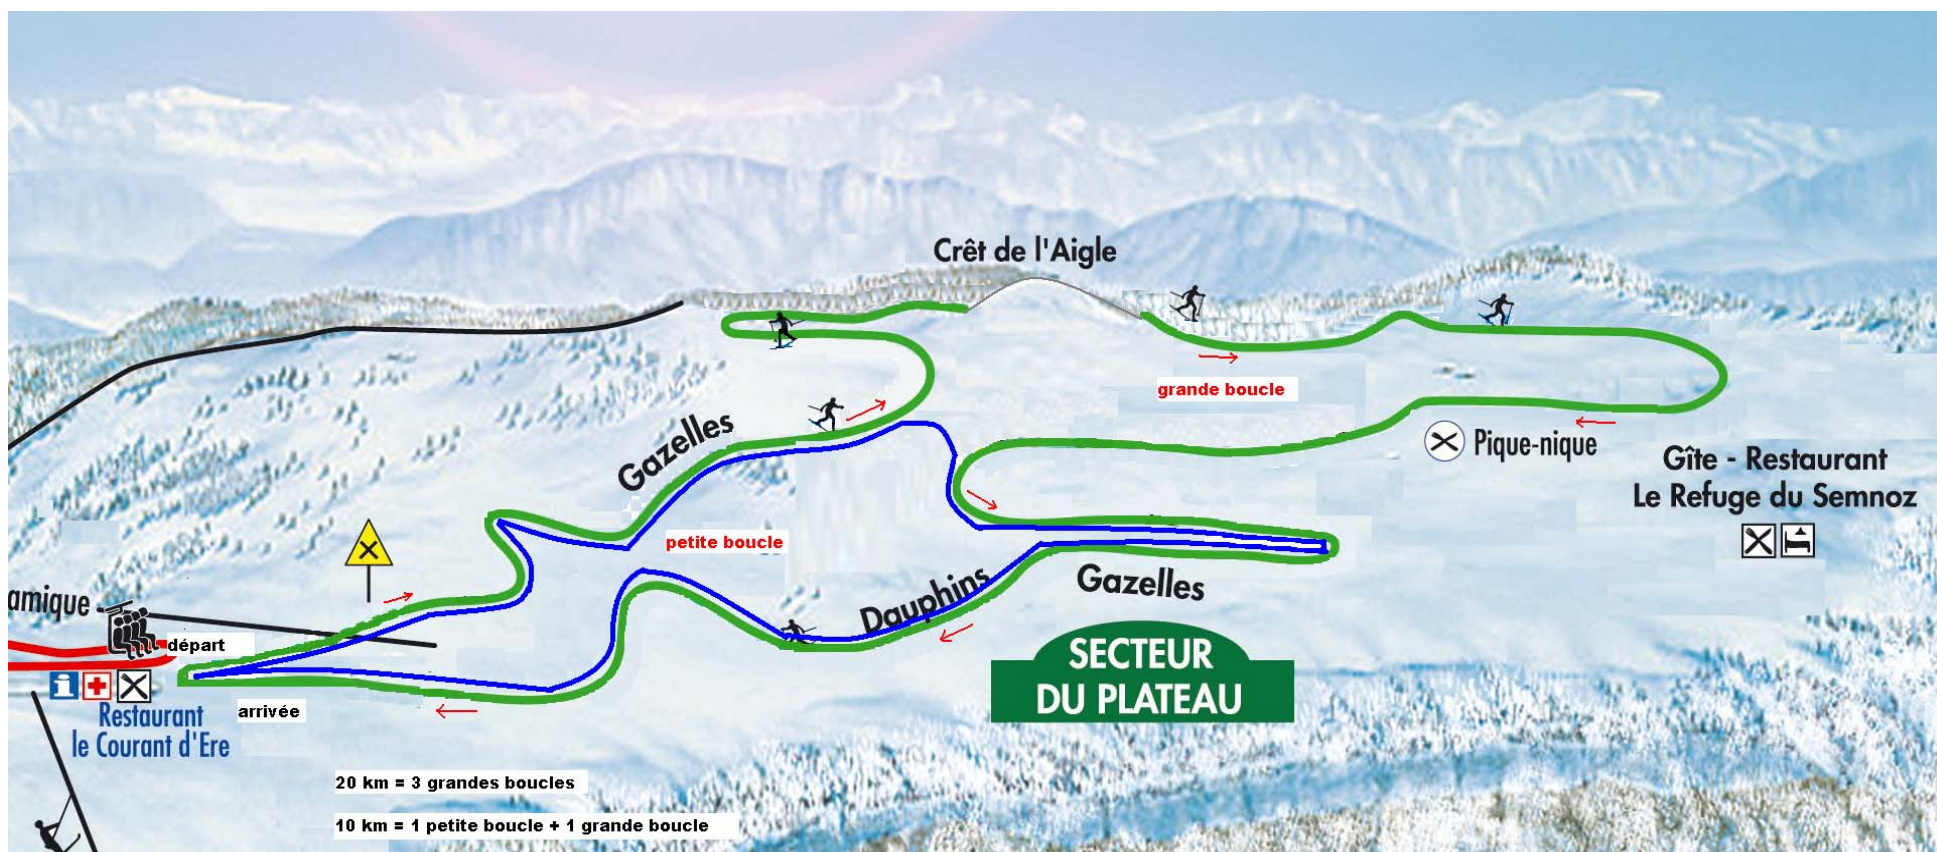 Crêt de l'Aigle
grande boucle
Gazelles
Pique-nique
Gîte - Restaurant
Le Refuge du Semnoz
petite boucle
amique
départ
Dauphins
Gazelles
SECTEUR
DU PLATEAU
i
arrivée
Restaurant
le Courant d'Ere
20 km = 3 grandes boucles
10 km = 1 petite boucle + 1 grande boucle